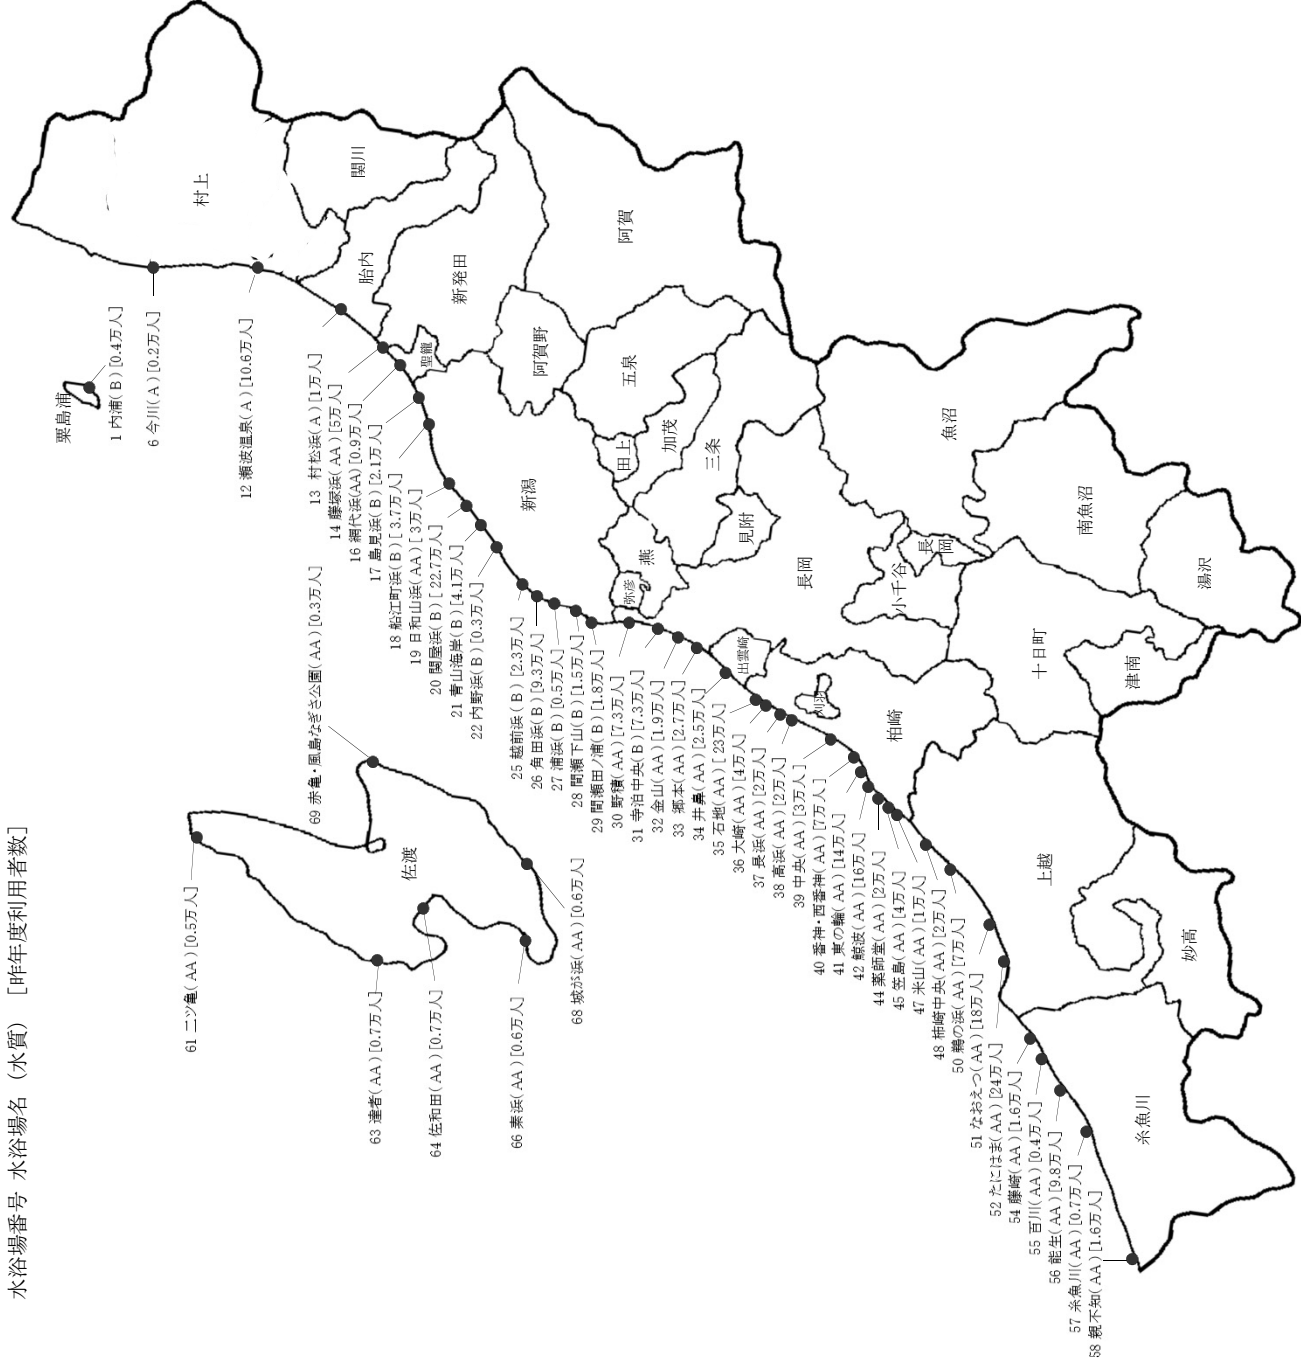 水浴場番号 水浴場名 (水質) [昨年度利用者数]
粟島浦
1 内浦(B)[0.4万人]
6 今川(A)[0.2万人]
12 瀬波温泉(A)[10.6万人]
13 村松浜(A)[1万人]
14 藤塚浜(AA)[5万人]
16 網代浜(AA)[0.9万人]
17 島見浜(B)[2.1万人]
18 船江町浜(B)[3.7万人]
19 日和山浜(AA)[3万人]
20 関屋浜(B)[22.7万人]
21 青山海岸(B)[4.1万人]
22 内野浜(B)[0.3万人]
25 越前浜(B)[2.3万人]
26 角田浜(B)[9.3万人]
27 浦浜(B)[0.5万人]
28 間瀬下山(B)[1.5万人]
29 間瀬田ノ浦(B)[1.8万人]
30 野積(AA)[7.3万人]
31 寺泊中央(B)[7.3万人]
32 金山(AA)[1.9万人]
33 郷本(AA)[2.7万人]
34 井鼻(AA)[2.5万人]
35 石地(AA)[23万人]
36 大崎(AA)[4万人]
37 長浜(AA)[2万人]
38 高浜(AA)[2万人]
39 中央(AA)[3万人]
40 番神・西番神(AA)[7万人]
41 東の輪(AA)[14万人]
42 鯨波(AA)[16万人]
44 薬師堂(AA)[2万人]
45 笠島(AA)[4万人]
47 米山(AA)[1万人]
48 柿崎中央(AA)[2万人]
50 鵜の浜(AA)[7万人]
51 なおえつ(AA)[18万人]
52 たにはま(AA)[24万人]
54 藤崎(AA)[1.6万人]
55 百川(AA)[0.4万人]
56 能生(AA)[9.8万人]
57 糸魚川(AA)[0.7万人]
58 親不知(AA)[1.6万人]
61 二ツ亀(AA)[0.5万人]
63 達者(AA)[0.7万人]
64 佐和田(AA)[0.7万人]
66 素浜(AA)[0.6万人]
68 城が浜(AA)[0.6万人]
69 赤亀・風島なぎさ公園(AA)[0.3万人]
佐渡
村上
関川
胎内
新発田
聖籠
阿賀野
阿賀
新潟
五泉
田上
加茂
三条
燕
弥彦
見附
長岡
出雲崎
刈羽
柏崎
小千谷
長岡
魚沼
南魚沼
湯沢
十日町
津南
上越
妙高
糸魚川